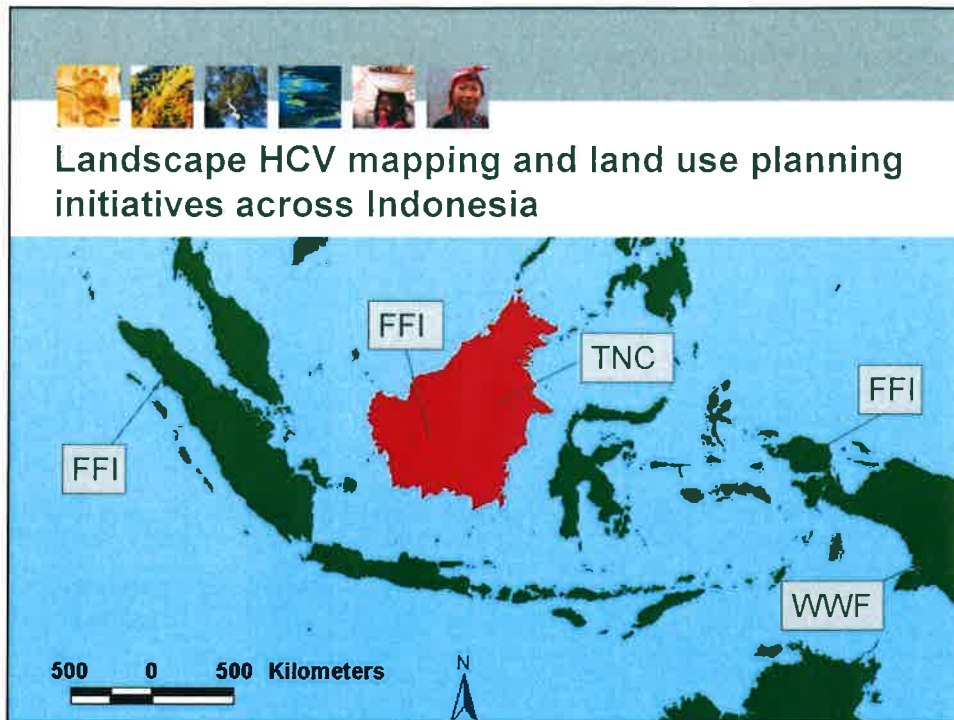 Landscape HCV mapping and land use planning
initiatives across Indonesia
FFI
TNC
FFI
FFI
WWF
500 0 500 Kilometers
N